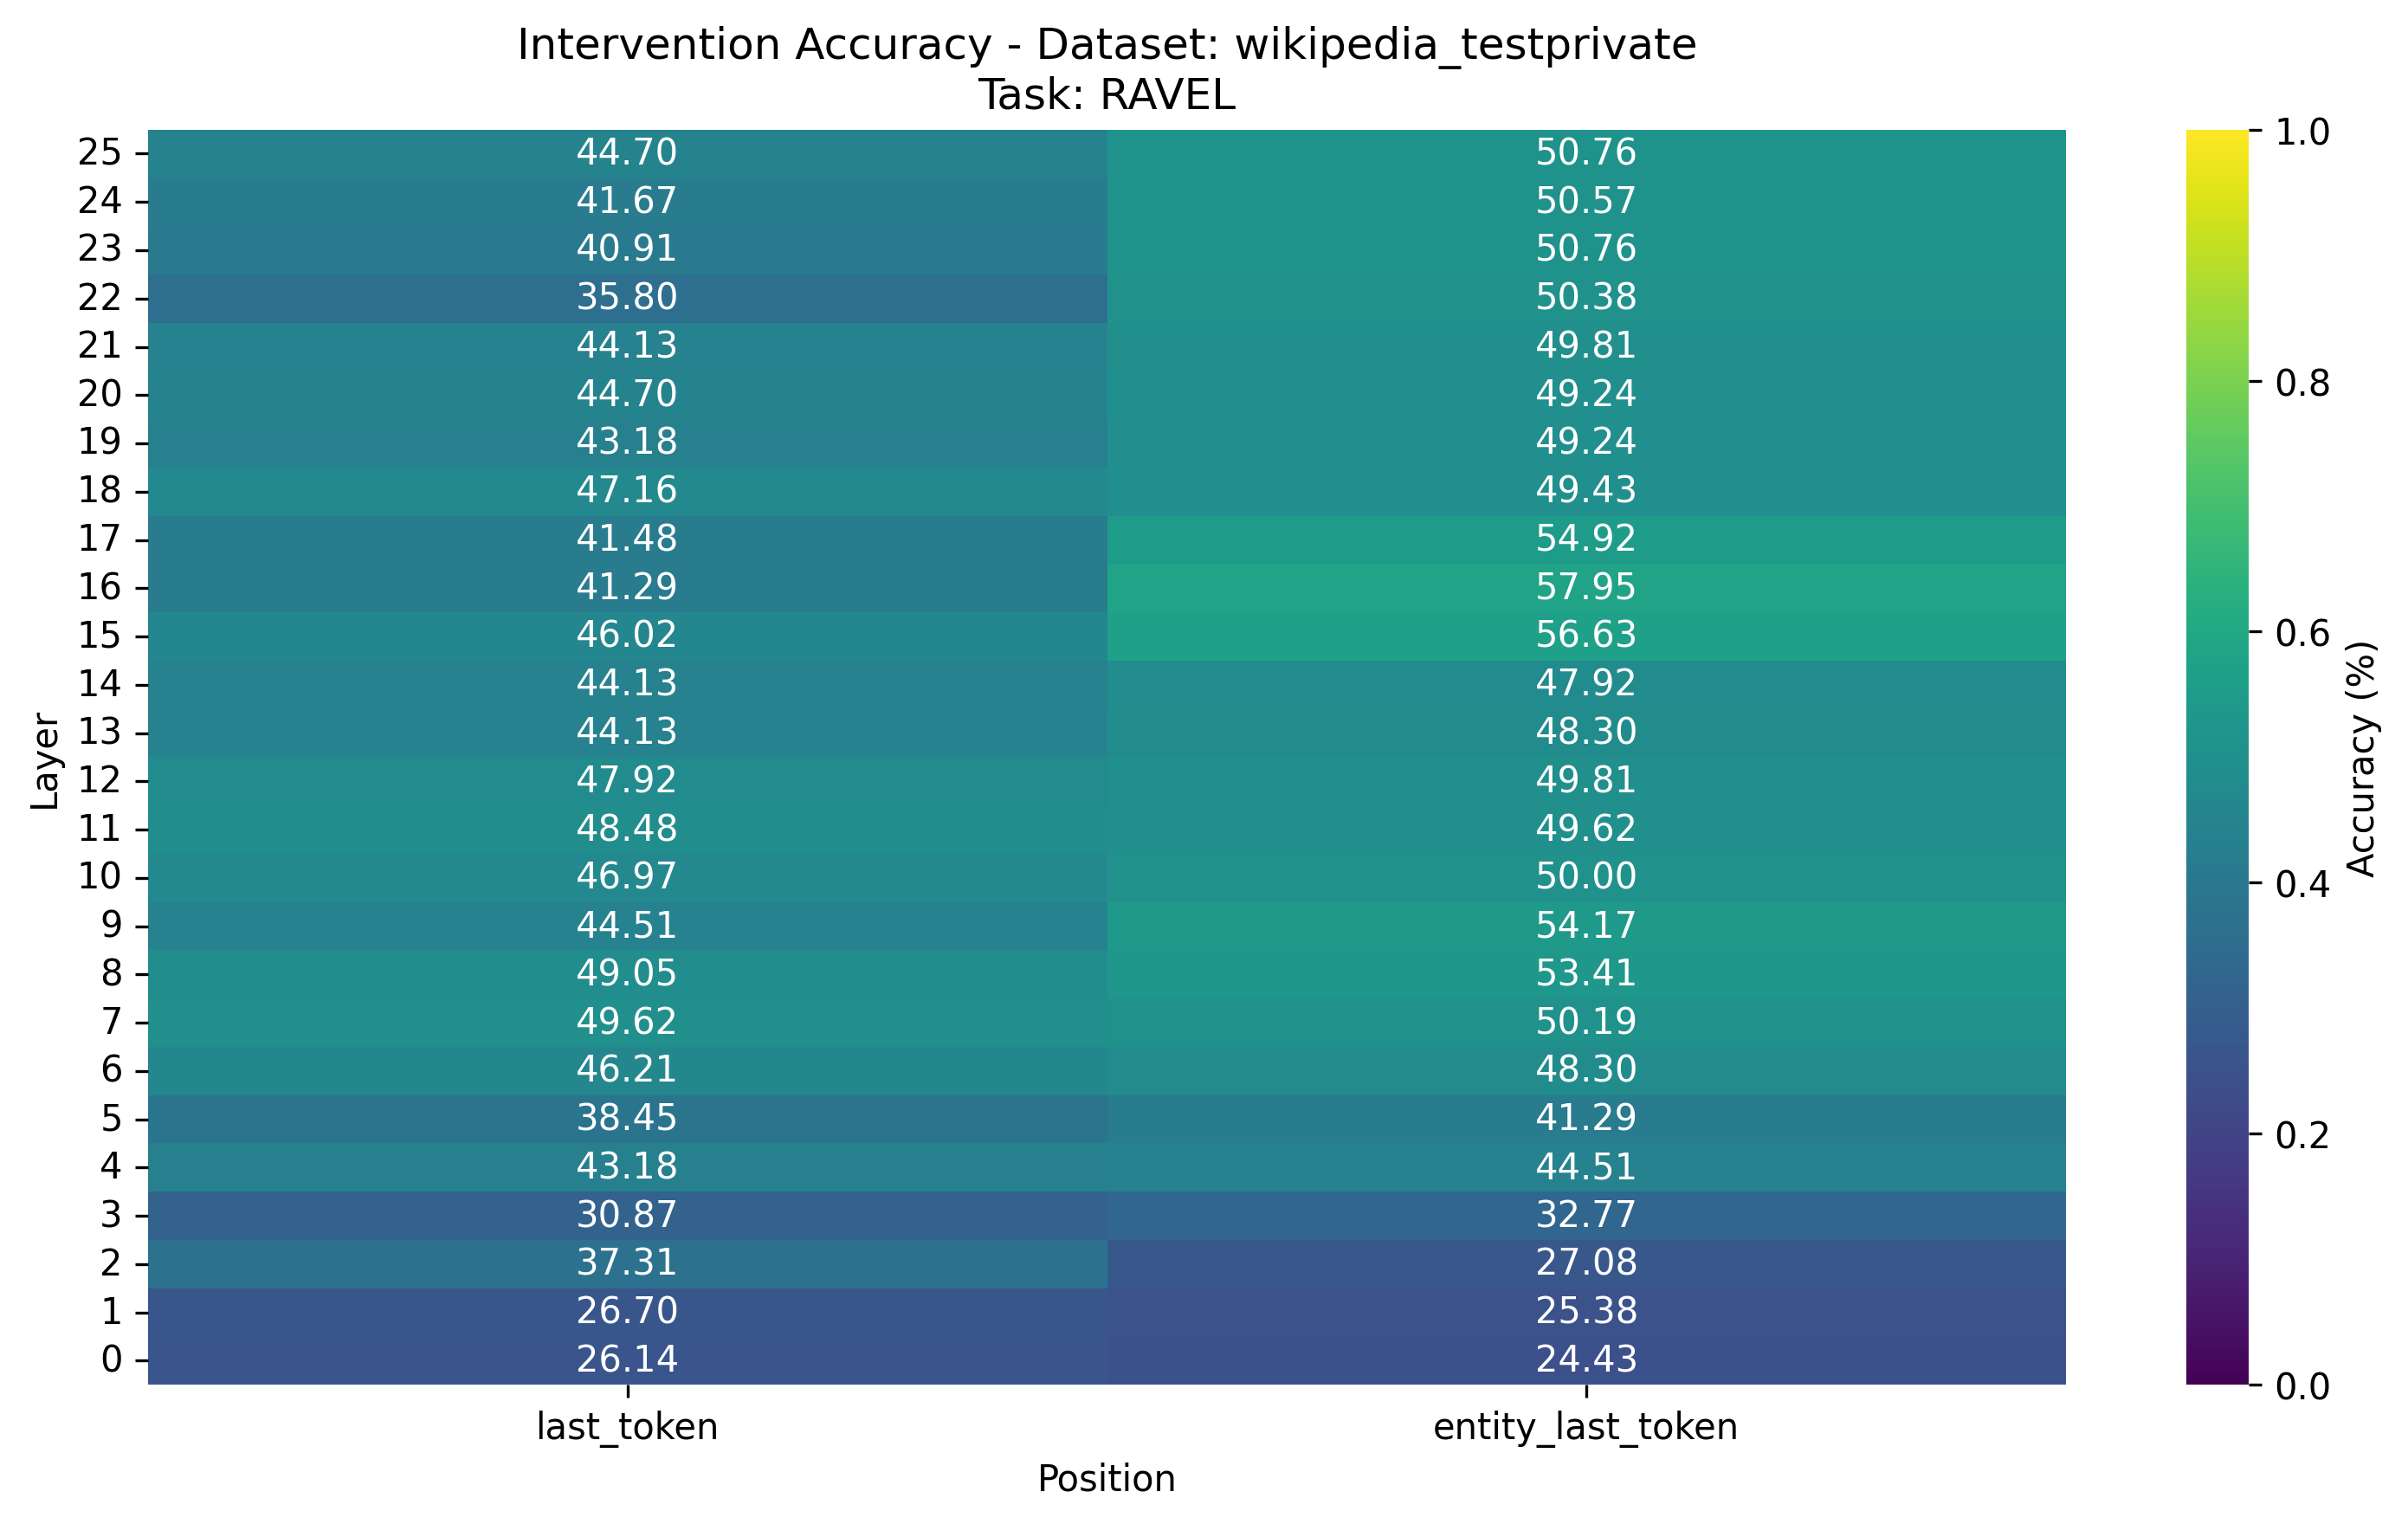 Intervention Accuracy - Dataset: wikipedia_testprivate
Task: RAVEL
25 44.70 50.76
24 41.67 50.57
23 40.91 50.76
22 35.80 50.38
21 44.13 49.81
20 44.70 49.24
19 43.18 49.24
18 47.16 49.43
17 41.48 54.92
16 41.29 57.95
15 46.02 56.63
14 44.13 47.92
13 44.13 48.30
12 47.92 49.81
11 48.48 49.62
10 46.97 50.00
9 44.51 54.17
8 49.05 53.41
7 49.62 50.19
6 46.21 48.30
5 38.45 41.29
4 43.18 44.51
3 30.87 32.77
2 37.31 27.08
1 26.70 25.38
0 26.14 24.43
last_token entity_last_token
Position
Layer
1.0
0.8
0.6
0.4
0.2
0.0
Accuracy (%)